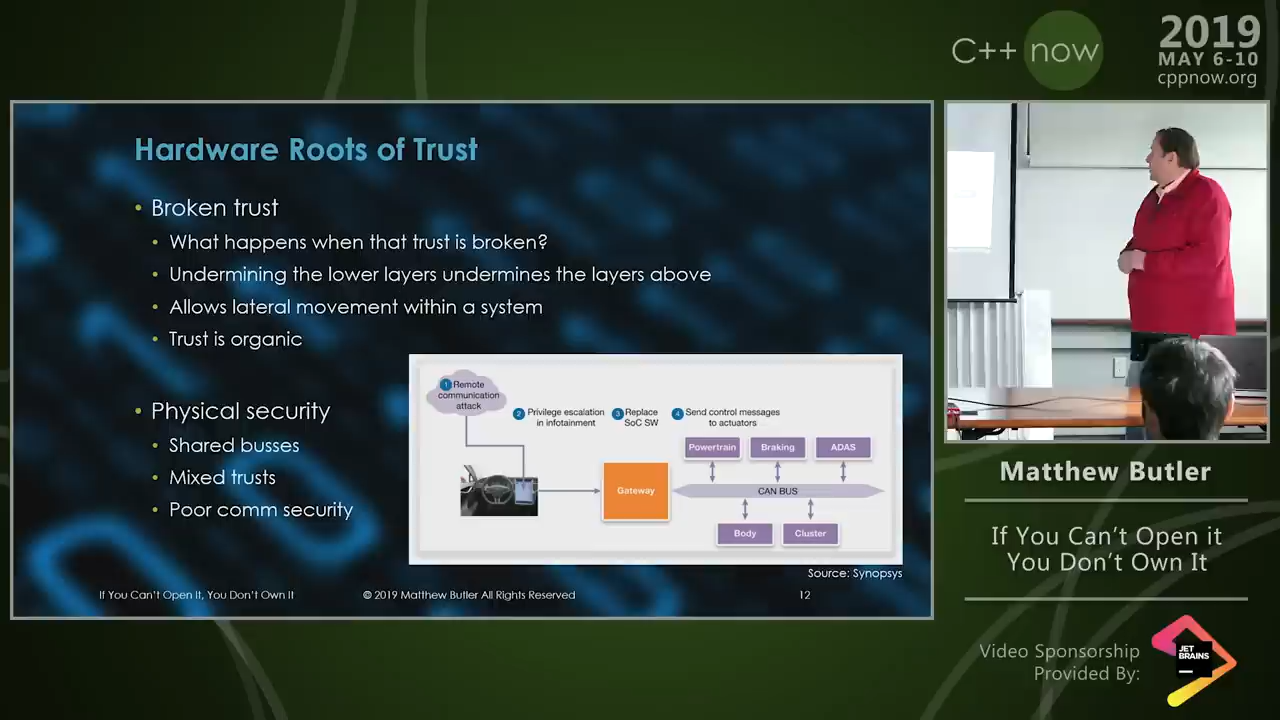 C++ now
2019
MAY 6-10
cppnow.org
Hardware Roots of Trust
• Broken trust
• What happens when that trust is broken?
• Undermining the lower layers undermines the layers above
• Allows lateral movement within a system
• Trust is organic
• Physical security
• Shared busses
• Mixed trusts
• Poor comm security
1 Remote
communication
attack
2 Privilege escalation
in infotainment
3 Replace
SoC SW
4 Send control messages
to actuators
Powertrain
Braking
ADAS
Gateway
CAN BUS
Body
Cluster
Source: Synopsys
If You Can't Open It, You Don't Own It
© 2019 Matthew Butler All Rights Reserved
12
Matthew Butler
If You Can't Open it
You Don't Own It
Video Sponsorship
Provided By:
JET
BRAINS